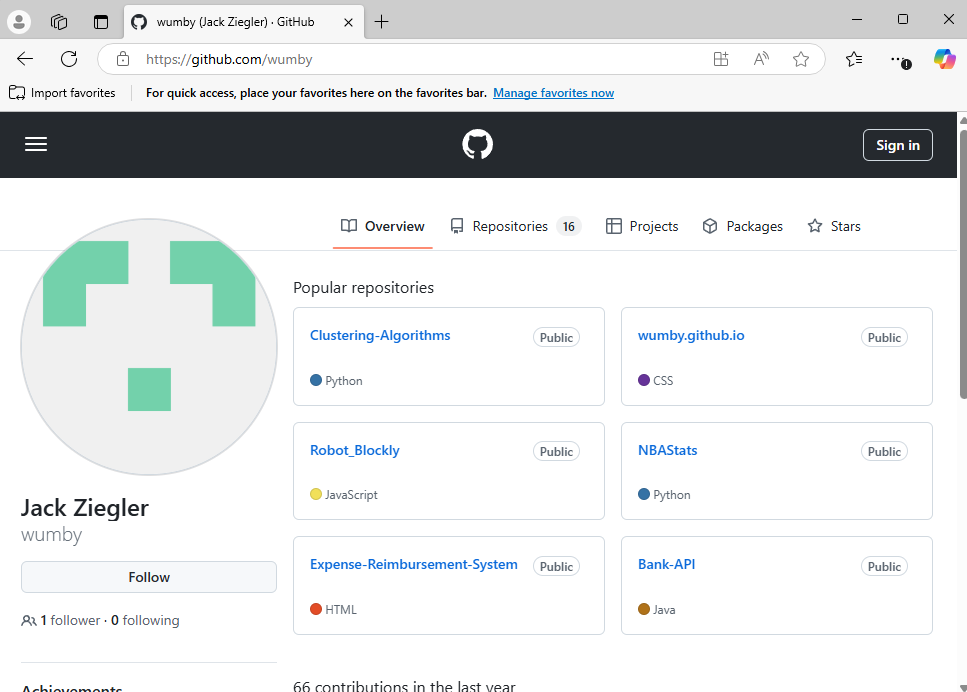 wumby (Jack Ziegler) · GitHub
https://github.com/wumby
Import favorites
For quick access, place your favorites here on the favorites bar. Manage favorites now
Sign in
Overview
Repositories 16
Projects
Packages
Stars
Jack Ziegler
wumby
Follow
1 follower · 0 following
Achievements
Popular repositories
Clustering-Algorithms Public
Python
wumby.github.io Public
CSS
Robot_Blockly Public
JavaScript
NBAStats Public
Python
Expense-Reimbursement-System Public
HTML
Bank-API Public
Java
66 contributions in the last year